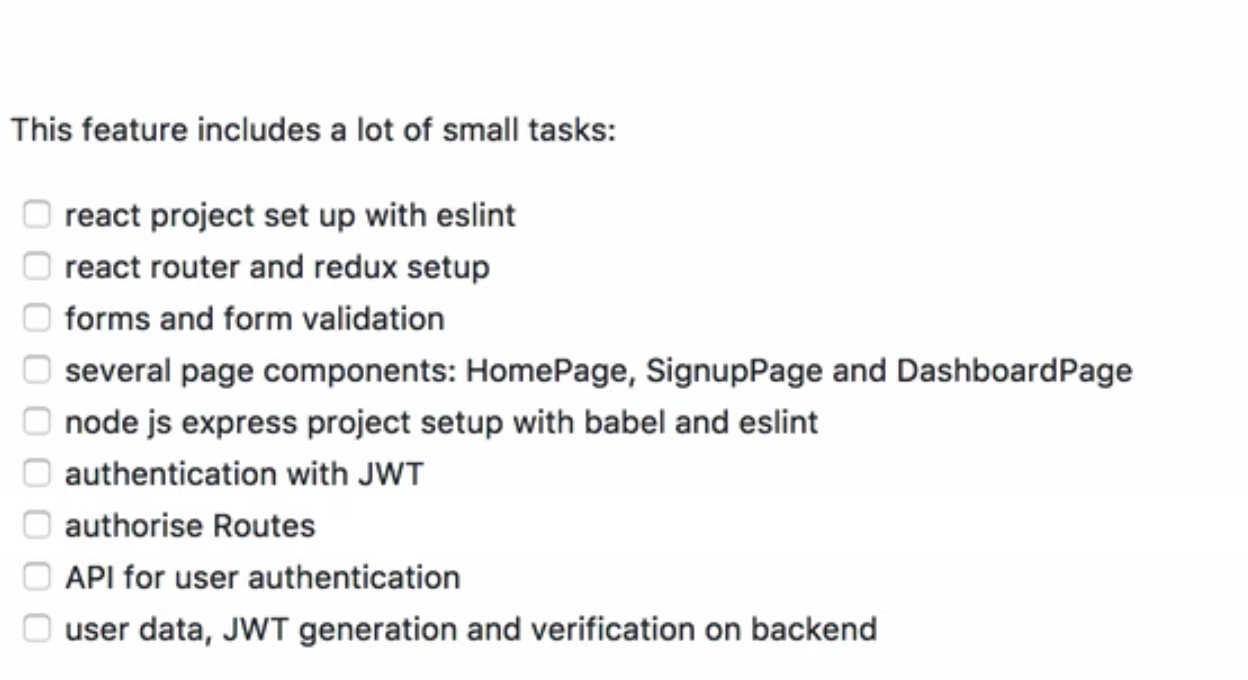 This feature includes a lot of small tasks:
react project set up with eslint
react router and redux setup
forms and form validation
several page components: HomePage, SignupPage and DashboardPage
node js express project setup with babel and eslint
authentication with JWT
authorise Routes
API for user authentication
user data, JWT generation and verification on backend